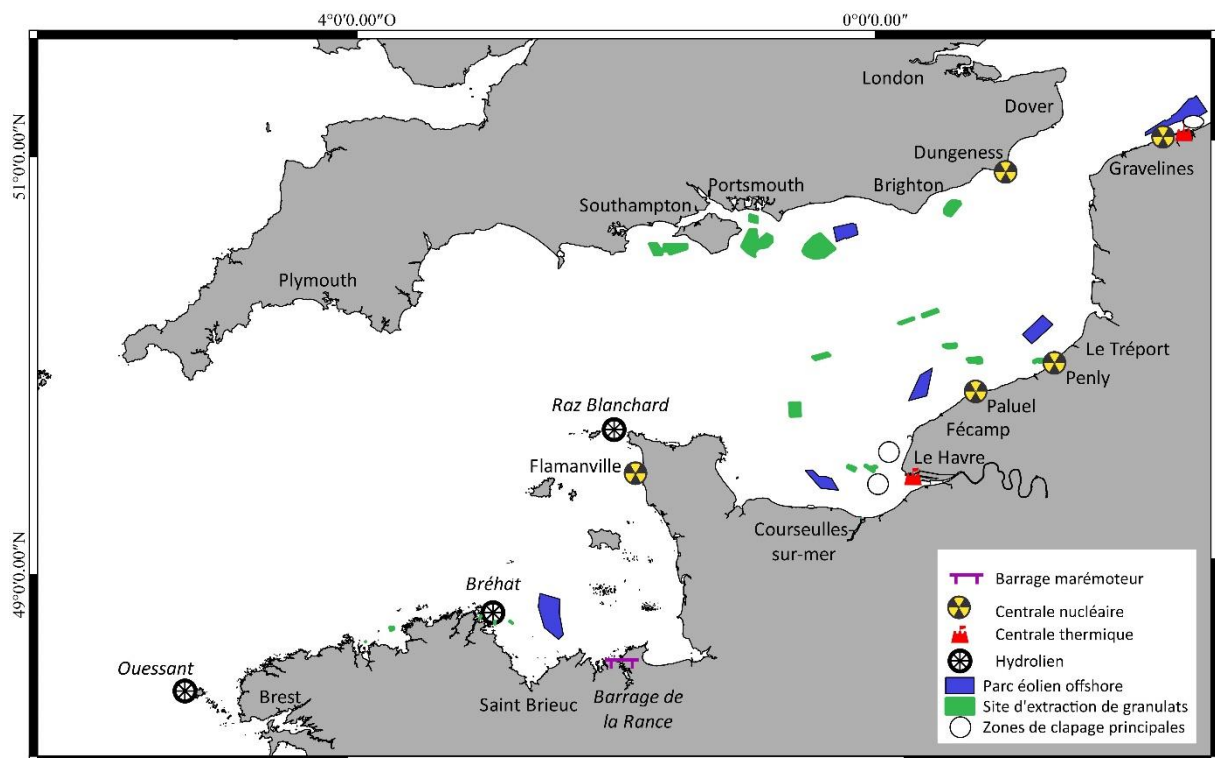 4°0'0.00"O
0°0'0.00"
51°0'0.00"N
49°0'0.00"N
London
Dover
Dungeness
Gravelines
Brighton
Portsmouth
Southampton
Plymouth
Le Tréport
Penly
Paluel
Fécamp
Le Havre
Raz Blanchard
Flamanville
Courseulles-
sur-mer
Bréhat
Ouessant
Brest
Saint Brieuc
Barrage de
la Rance
Barrage marémoteur
Centrale nucléaire
Centrale thermique
Hydrolien
Parc éolien offshore
Site d'extraction de granulats
Zones de clapage principales